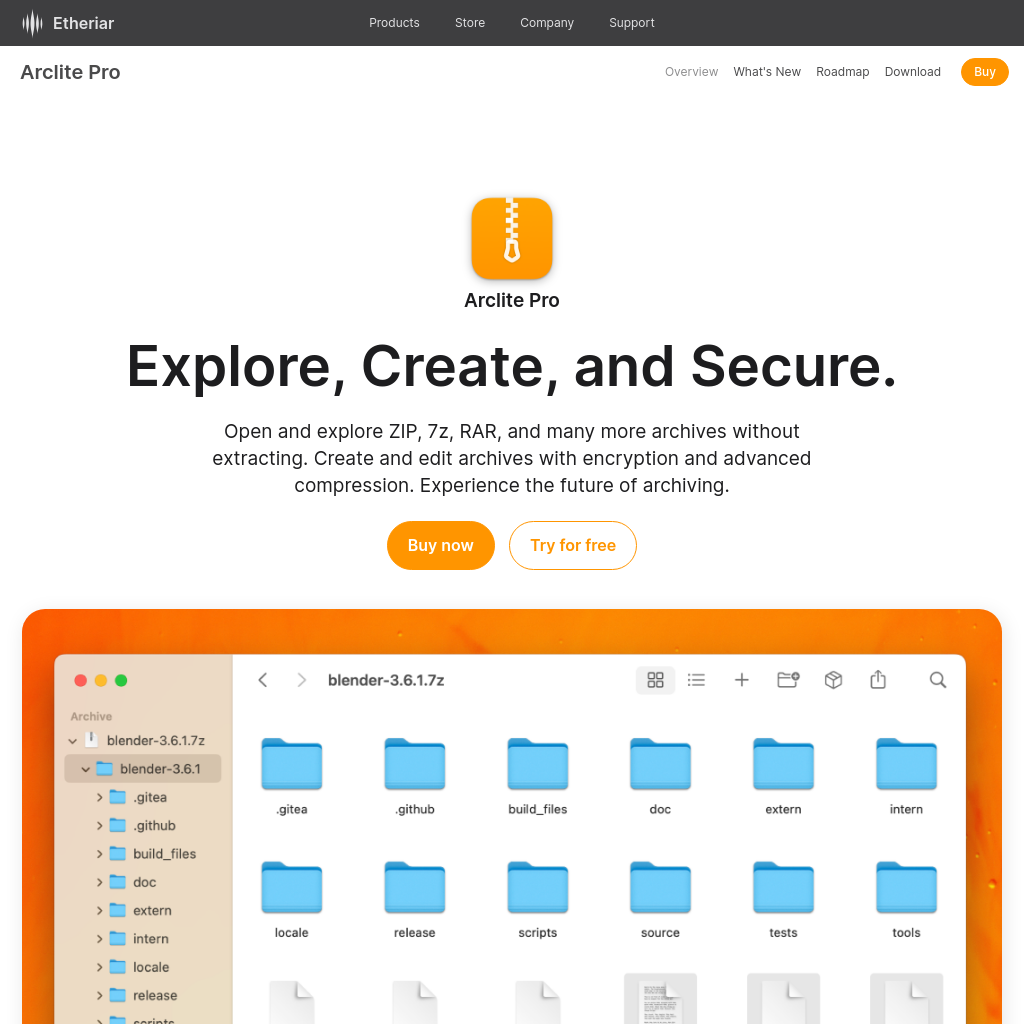 Etheriar
Products
Store
Company
Support
Arclite Pro
Overview
What's New
Roadmap
Download
Buy
Arclite Pro
Explore, Create, and Secure.
Open and explore ZIP, 7z, RAR, and many more archives without
extracting. Create and edit archives with encryption and advanced
compression. Experience the future of archiving.
Buy now
Try for free
blender-3.6.1.7z
Archive
blender-3.6.1.7z
blender-3.6.1
.gitea
.github
build_files
doc
extern
intern
locale
release
scripts
.gitea
.github
build_files
doc
extern
intern
locale
release
scripts
source
tests
tools